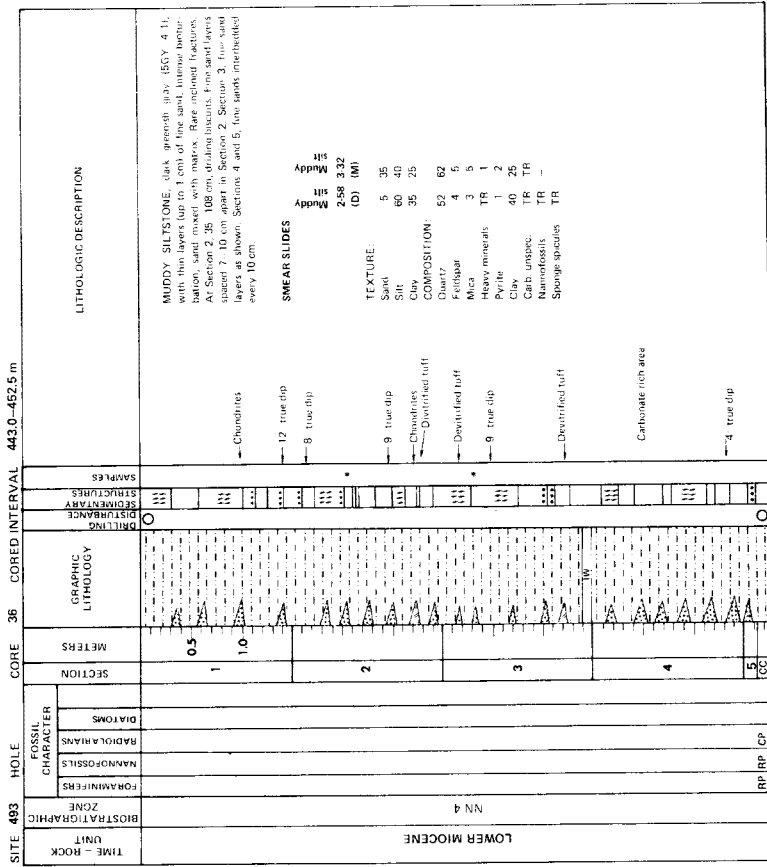 SITE 493 HOLE CORE 36 CORED INTERVAL 443.0–452.5 m
TIME – ROCK
UNIT
BIOSTRATIGRAPHIC
ZONE
FOSSIL
CHARACTER
FORAMINIFERS
NANNOFOSSILS
RADIOLARIANS
DIATOMS
SECTION
METERS
GRAPHIC
LITHOLOGY
DRILLING
DISTURBANCE
SEDIMENTARY
STRUCTURES
SAMPLES
LITHOLOGIC DESCRIPTION
LOWER MIOCENE
NN 4
RP RP CP
1
0.5
1.0
2
3
4
5
CC
IW
Chondrites
12 true dip
8 true dip
9 true dip
Chondrites
Divitrified tuff
Devitrified tuff
9 true dip
Devitrified tuff
Carbonate rich area
4 true dip
MUDDY SILTSTONE, dark greenish gray (5GY 4 1),
with thin layers (up to 1 cm) of fine sand. Intense biotur-
bation, sand mixed with matrix. Rare inclined fractures.
At Section 2, 35 108 cm, drilling biscuits. Fine sand layers
spaced 7–10 cm apart in Section 2. Section 3, fine sand
layers as shown. Sections 4 and 5, fine sands interbedded
every 10 cm.
SMEAR SLIDES
Muddy silt Muddy silt
2-58 3-32
(D) (M)
TEXTURE:
Sand 5 35
Silt 60 40
Clay 35 25
COMPOSITION:
Quartz 52 62
Feldspar 4 5
Mica 3 5
Heavy minerals TR 1
Pyrite 1 2
Clay 40 25
Carb. unspec. TR TR
Nannofossils TR –
Sponge spicules TR